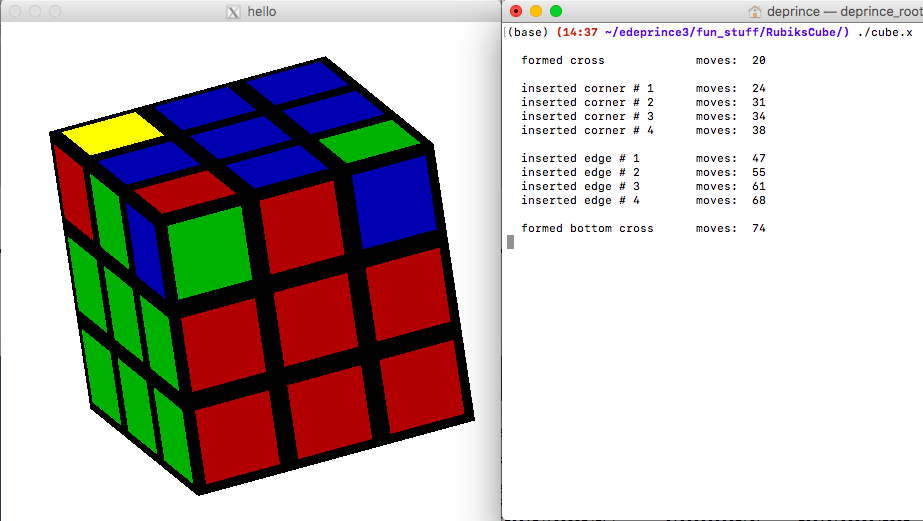 hello
deprince — deprince_root
(base) (14:37 ~/edeprince3/fun_stuff/RubiksCube/) ./cube.x
formed cross moves: 20
inserted corner # 1 moves: 24
inserted corner # 2 moves: 31
inserted corner # 3 moves: 34
inserted corner # 4 moves: 38
inserted edge # 1 moves: 47
inserted edge # 2 moves: 55
inserted edge # 3 moves: 61
inserted edge # 4 moves: 68
formed bottom cross moves: 74